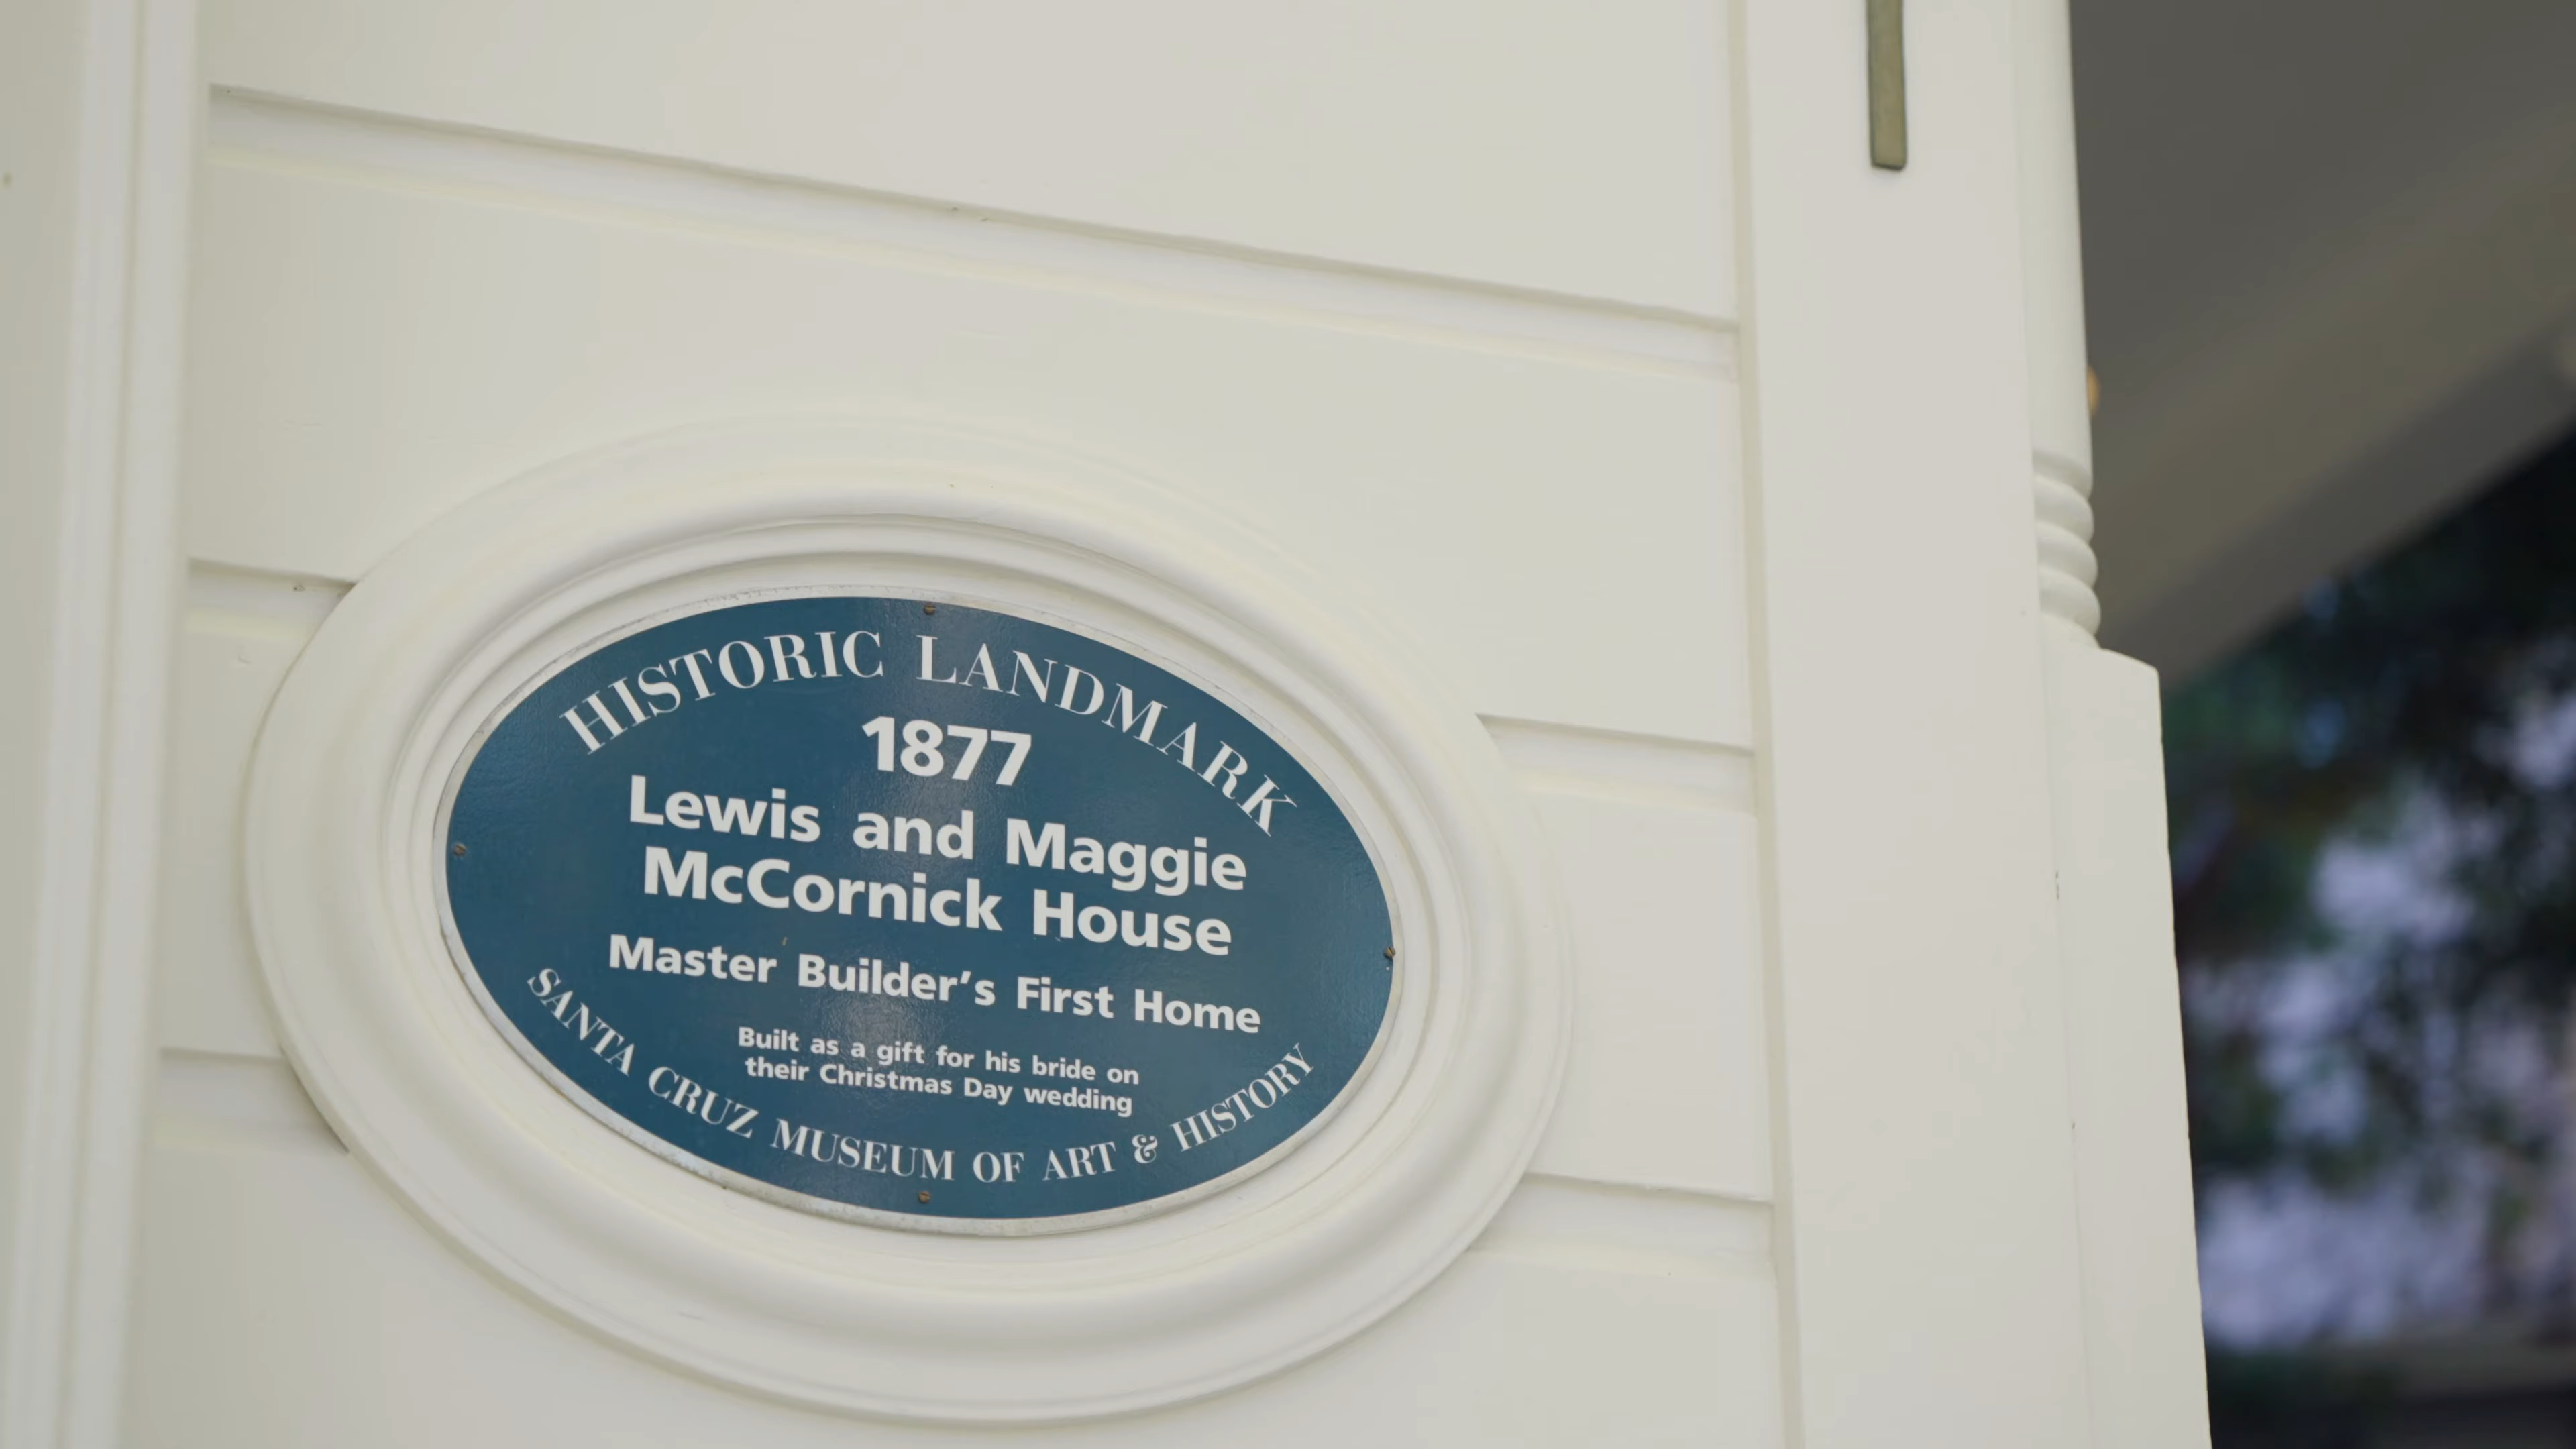 HISTORIC LANDMARK
1877
Lewis and Maggie
McCornick House
Master Builder's First Home
Built as a gift for his bride on
their Christmas Day wedding
SANTA CRUZ MUSEUM OF ART & HISTORY